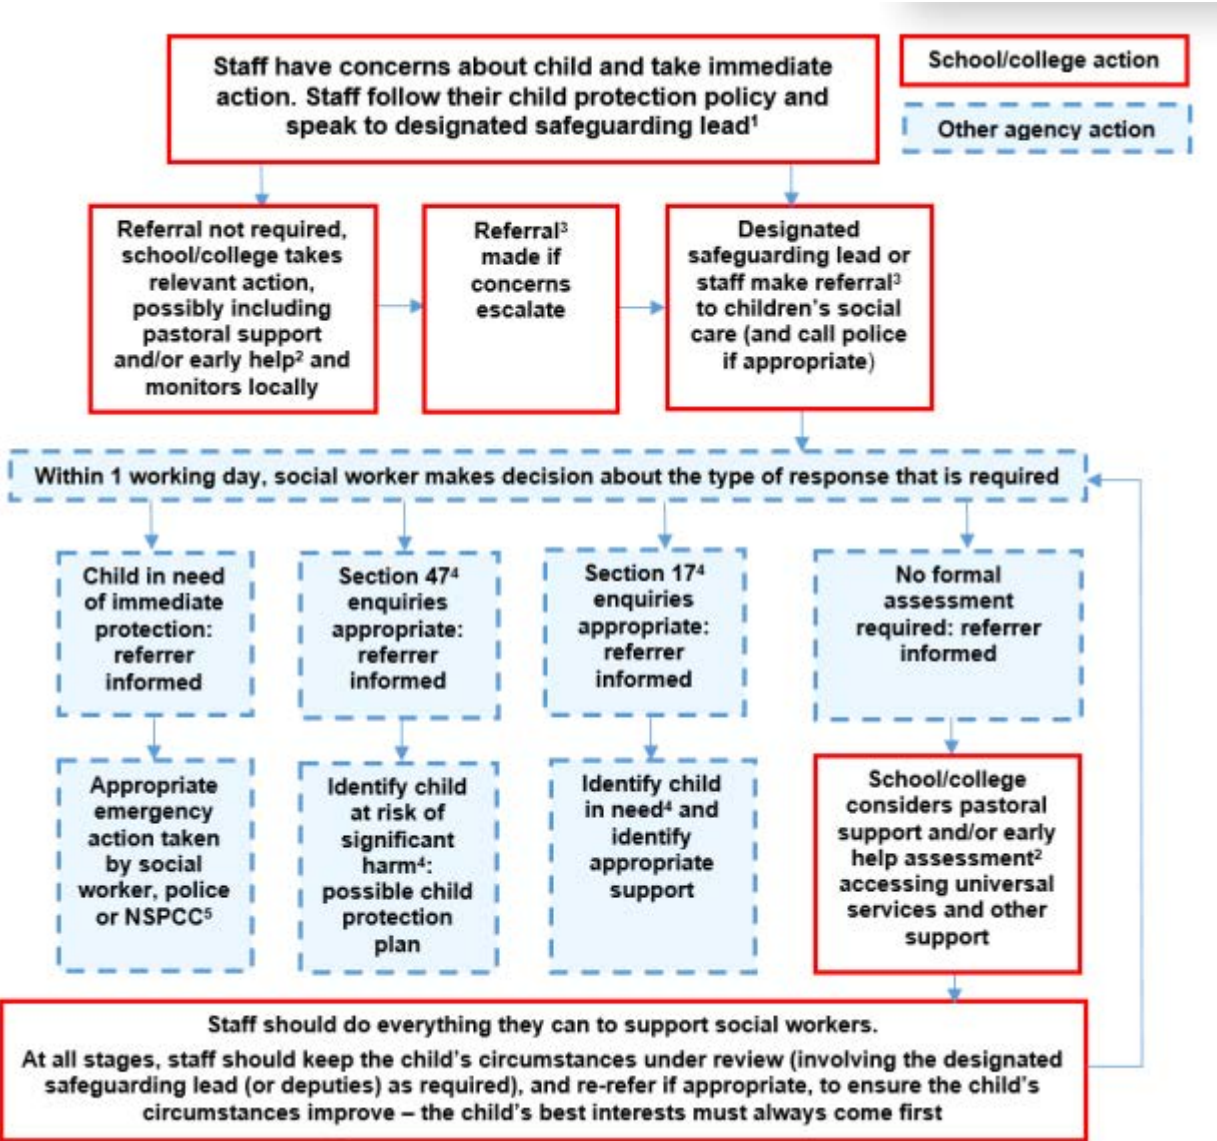 Staff have concerns about child and take immediate
action. Staff follow their child protection policy and
speak to designated safeguarding lead¹
School/college action
Other agency action
Referral not required,
school/college takes
relevant action,
possibly including
pastoral support
and/or early help² and
monitors locally
Referral³
made if
concerns
escalate
Designated
safeguarding lead or
staff make referral³
to children’s social
care (and call police
if appropriate)
Within 1 working day, social worker makes decision about the type of response that is required
Child in need
of immediate
protection:
referrer
informed
Section 47⁴
enquiries
appropriate:
referrer
informed
Section 17⁴
enquiries
appropriate:
referrer
informed
No formal
assessment
required: referrer
informed
Appropriate
emergency
action taken
by social
worker, police
or NSPCC⁵
Identify child
at risk of
significant
harm⁴:
possible child
protection
plan
Identify child
in need⁴ and
identify
appropriate
support
School/college
considers pastoral
support and/or early
help assessment²
accessing universal
services and other
support
Staff should do everything they can to support social workers.
At all stages, staff should keep the child’s circumstances under review (involving the designated
safeguarding lead (or deputies) as required), and re-refer if appropriate, to ensure the child’s
circumstances improve – the child’s best interests must always come first